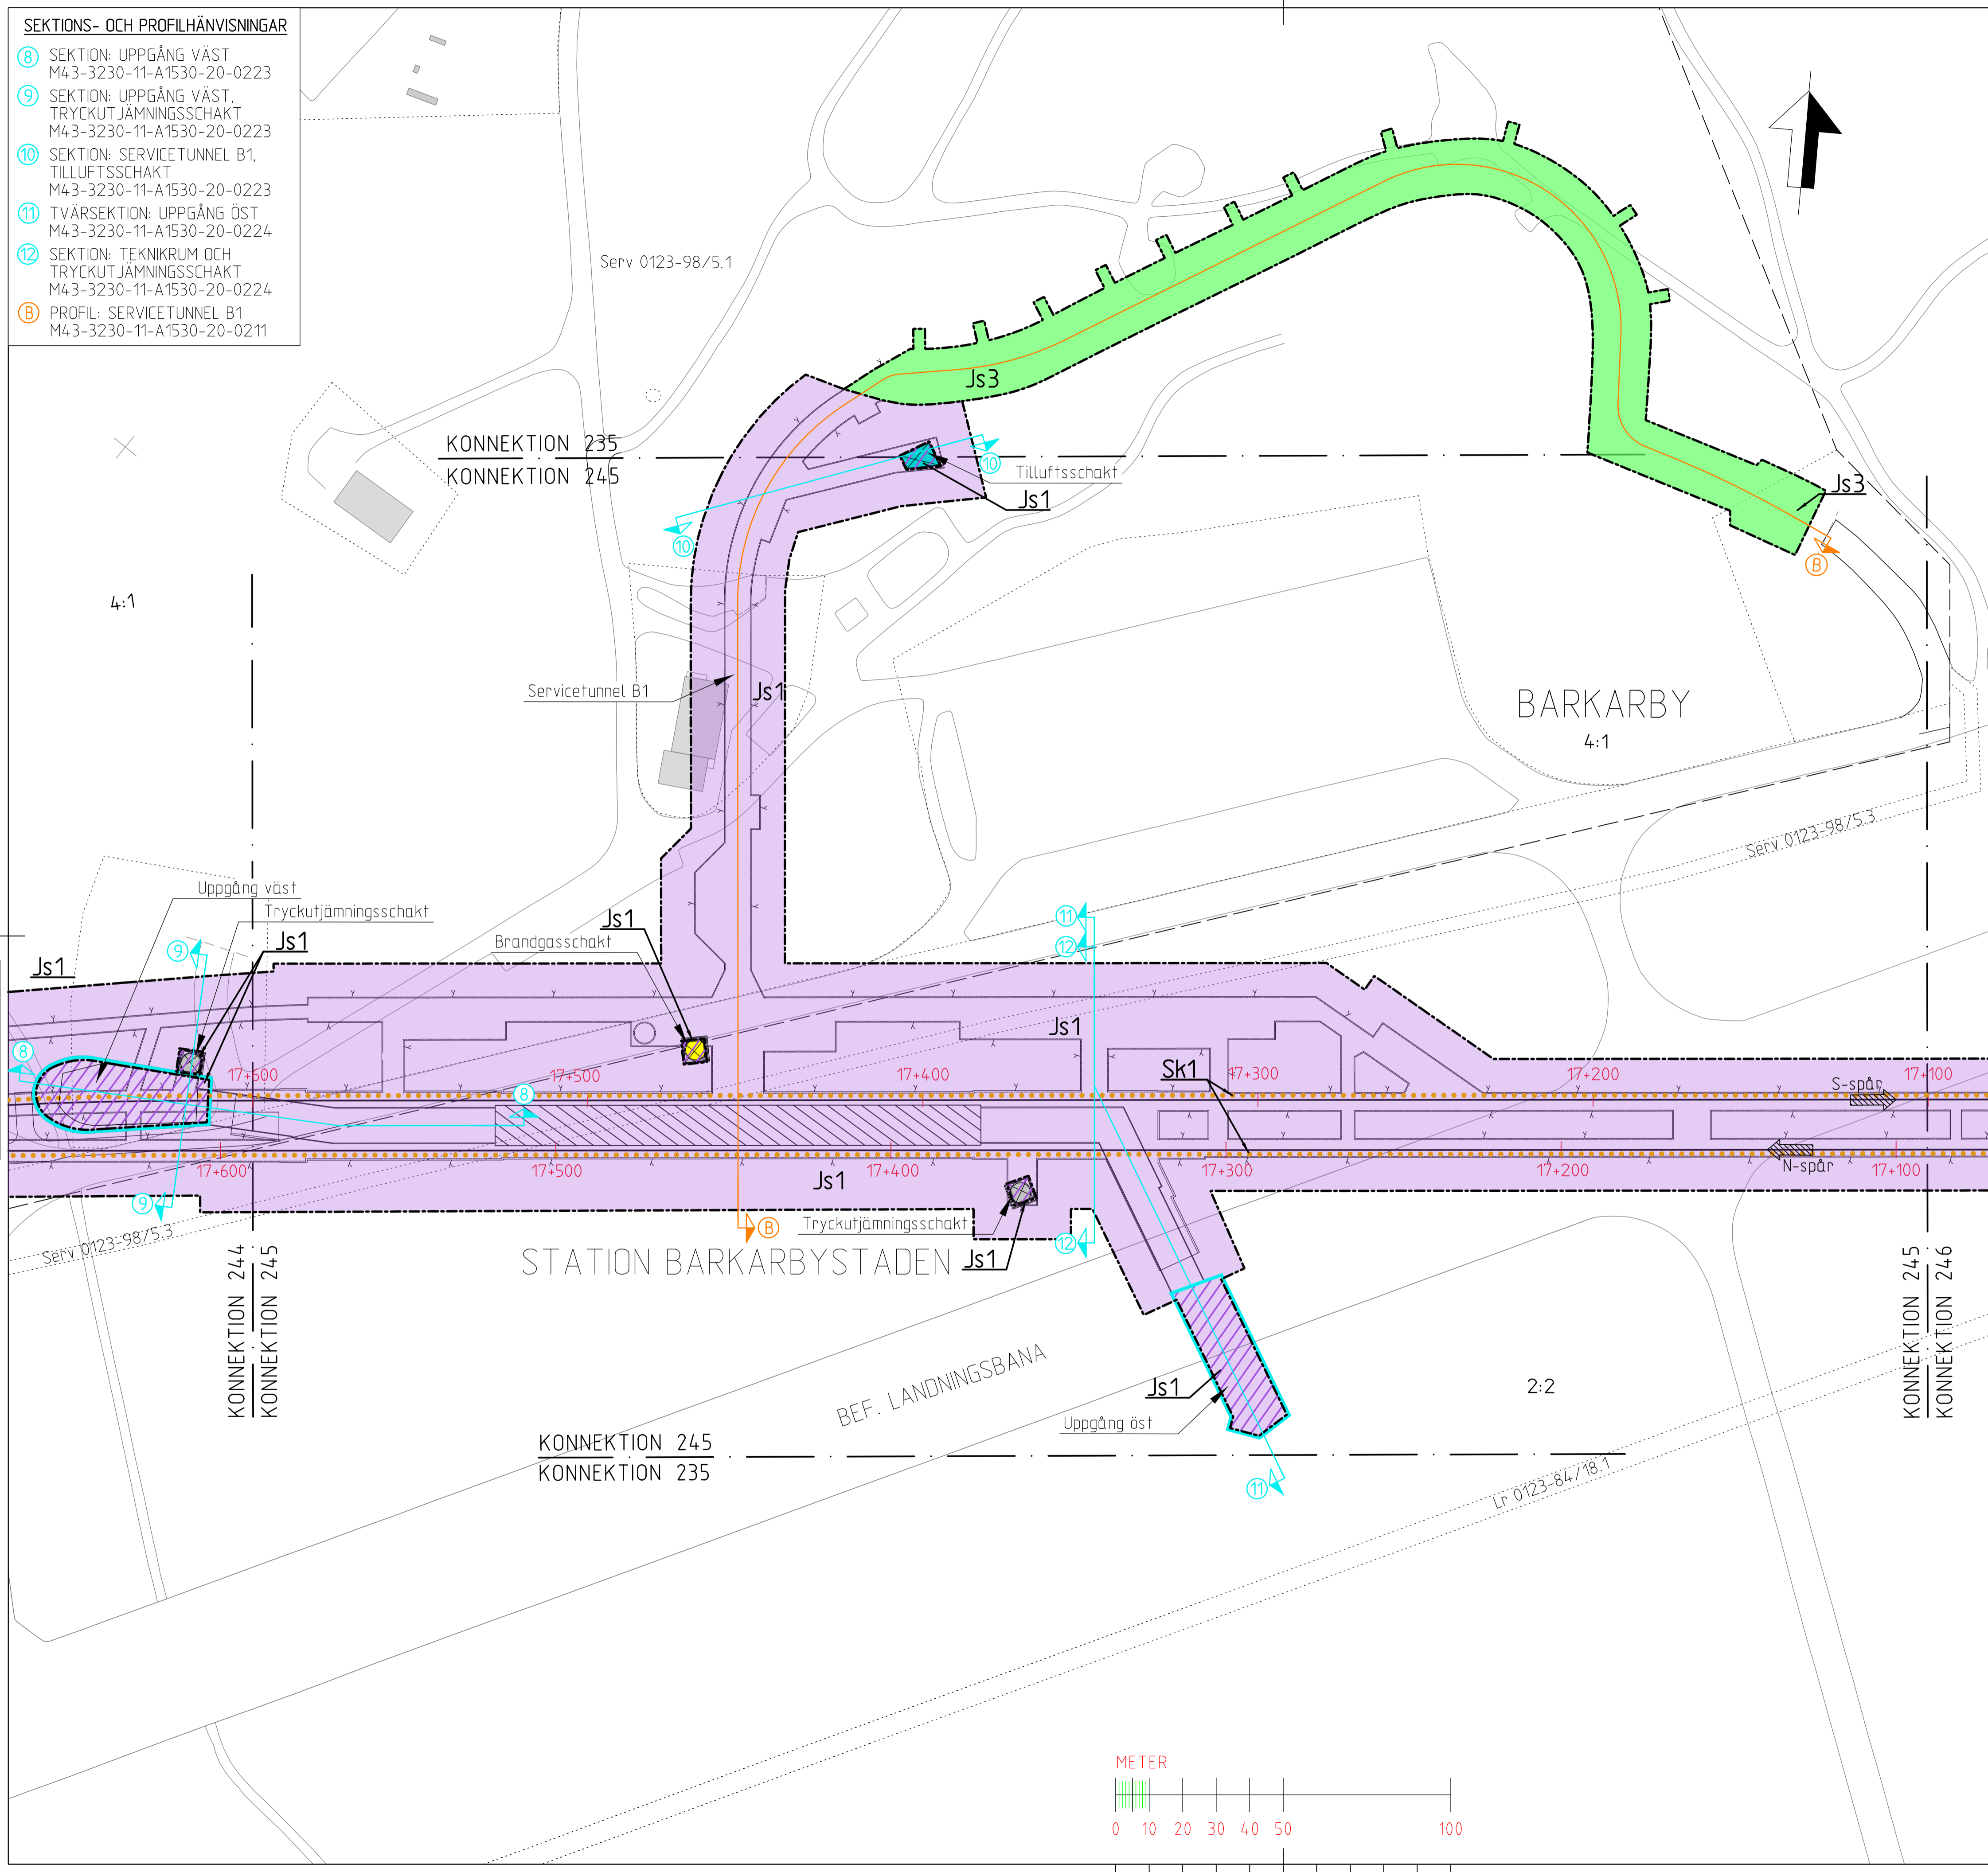 SEKTIONS- OCH PROFILHÄNVISNINGAR
8 SEKTION: UPPGÅNG VÄST
M43-3230-11-A1530-20-0223
9 SEKTION: UPPGÅNG VÄST,
TRYCKUTJÄMNINGSSCHAKT
M43-3230-11-A1530-20-0223
10 SEKTION: SERVICETUNNEL B1,
TILLUFTSSCHAKT
M43-3230-11-A1530-20-0223
11 TVÄRSEKTION: UPPGÅNG ÖST
M43-3230-11-A1530-20-0224
12 SEKTION: TEKNIKRUM OCH
TRYCKUTJÄMNINGSSCHAKT
M43-3230-11-A1530-20-0224
B PROFIL: SERVICETUNNEL B1
M43-3230-11-A1530-20-0211
Serv 0123-98/5.1
Js3
KONNEKTION 235
KONNEKTION 245
10
Tilluftsschakt
Js1
Js3
10
B
4:1
Servicetunnel B1
Js1
BARKARBY
4:1
Serv 0123-98/5.3
Uppgång väst
Tryckutjämningsschakt
Js1
9
Js1
Brandgasschakt
Js1
11
12
Js1
8
17+600
17+500
17+400
Sk1
17+300
17+200
17+100
S-spår
8
17+600
17+500
17+400
17+300
17+200
17+100
N-spår
Js1
9
B
Tryckutjämningsschakt
12
Serv 0123-98/5.3
STATION BARKARBYSTADEN
Js1
KONNEKTION 244
KONNEKTION 245
KONNEKTION 245
KONNEKTION 246
BEF. LANDNINGSBANA
Js1
Uppgång öst
2:2
KONNEKTION 245
KONNEKTION 235
11
Lr 0123-84/18.1
METER
0 10 20 30 40 50 100